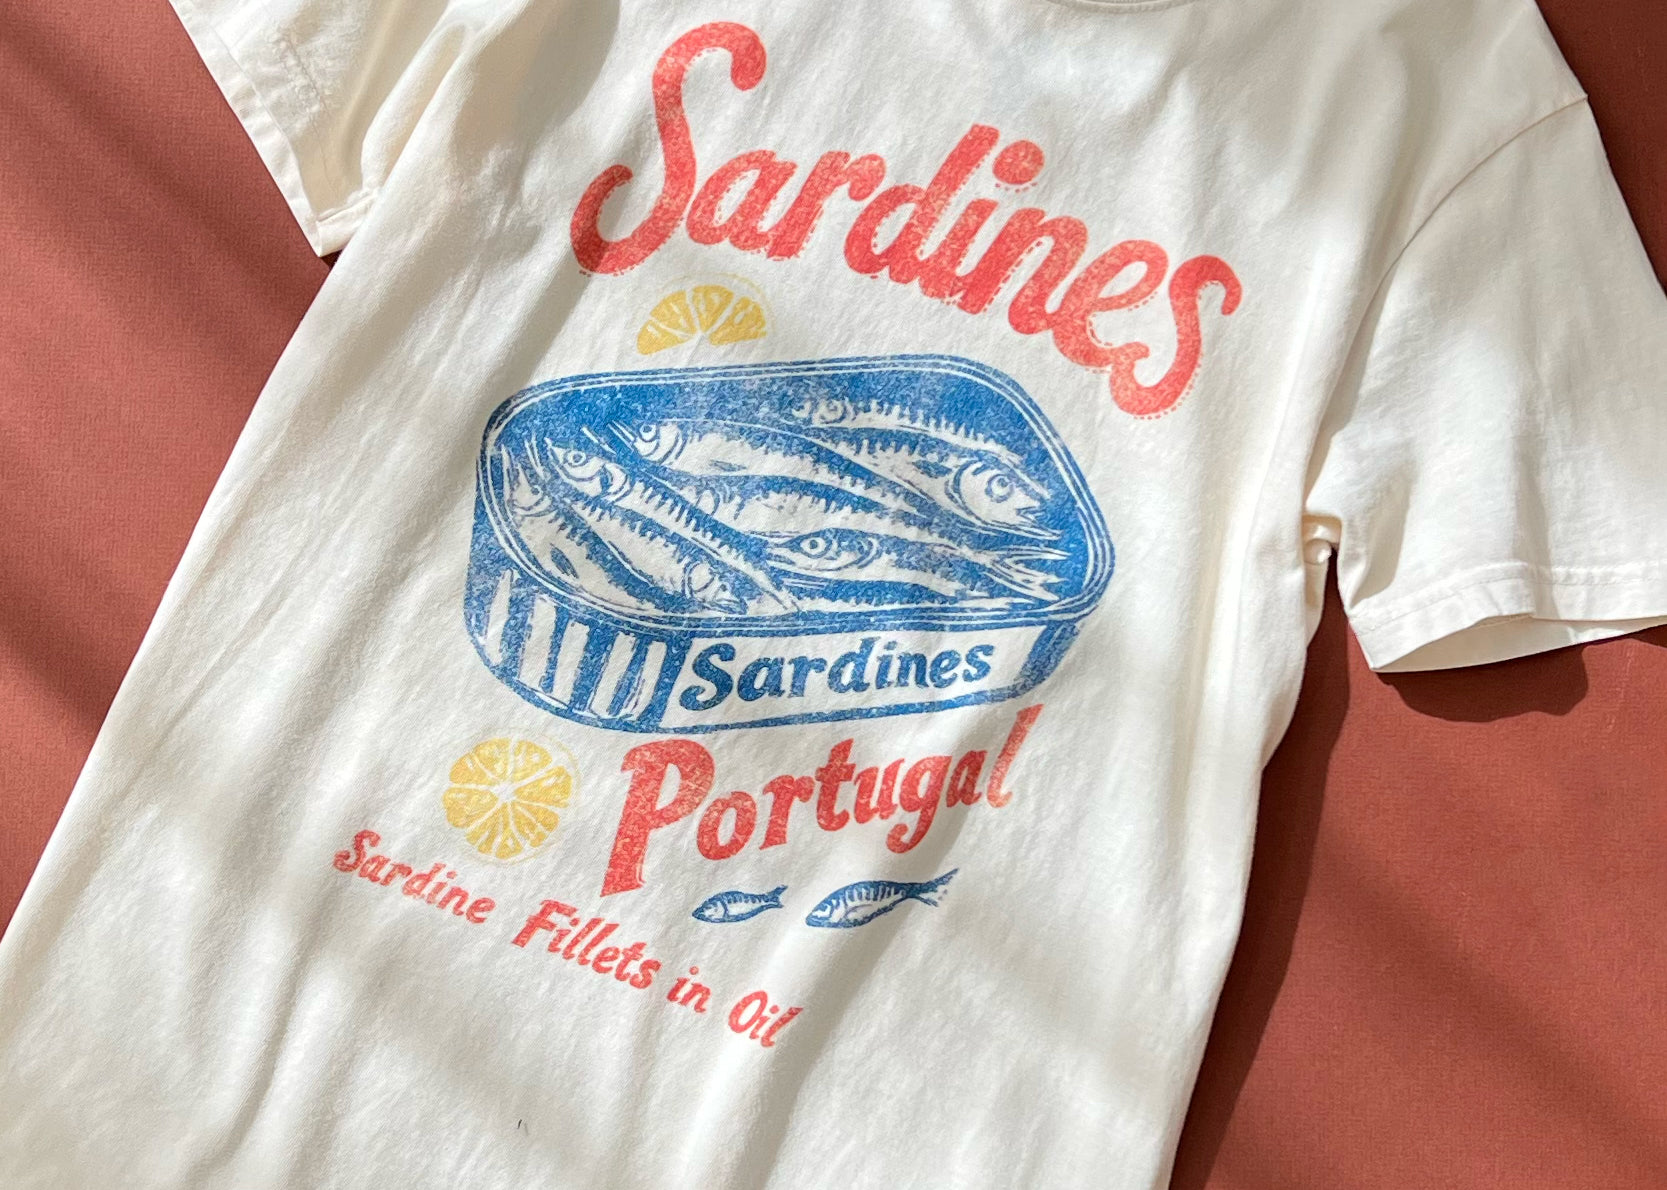 Sardines
Sardines
Portugal
Sardine Fillets in Oil